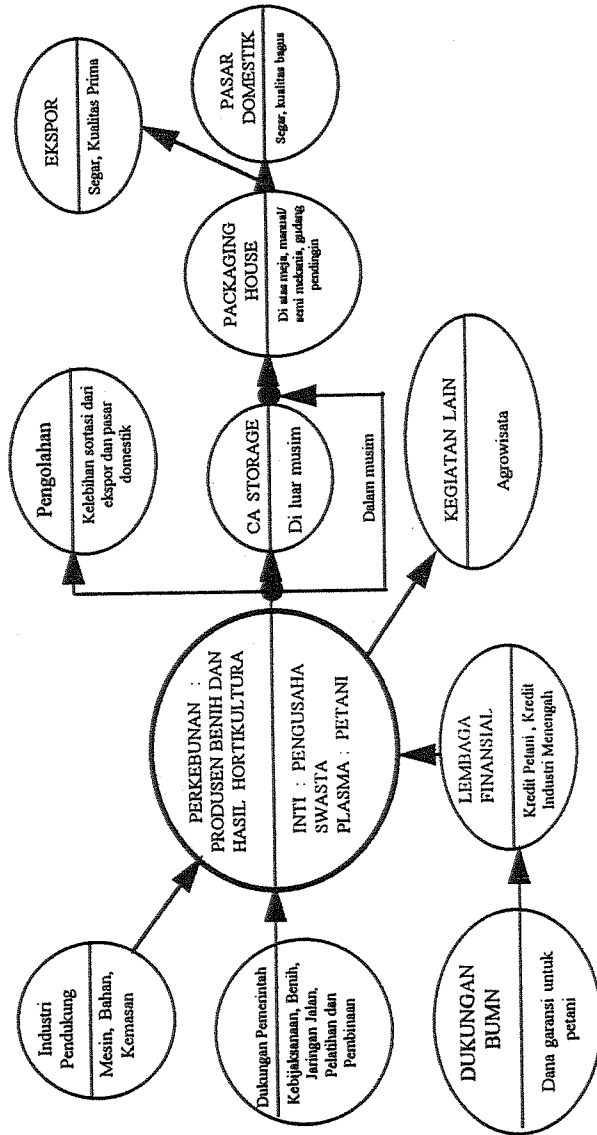 Industri
Pendukung
Mesin, Bahan,
Kemasan
Dukungan Pemerintah
Kebijaksanaan, Benih,
Jaringan Jalan,
Pelatihan dan
Pembinaan
DUKUNGAN
BUMN
Dana garansi untuk
petani
PERKEBUNAN :
PRODUSEN BENIH DAN
HASIL HORTIKULTURA
INTI : PENGUSAHA
SWASTA
PLASMA : PETANI
LEMBAGA
FINANSIAL
Kredit Petani , Kredit
Industri Menengah
Pengolahan
Kelebihan sortasi dari
ekspor dan pasar
domestik
CA STORAGE
Di luar musim
Dalam musim
KEGIATAN LAIN
Agrowisata
PACKAGING
HOUSE
Di atas meja, manual/
semi mekanis, gudang
pendingin
EKSPOR
Segar, Kualitas Prima
PASAR
DOMESTIK
Segar, kualitas bagus